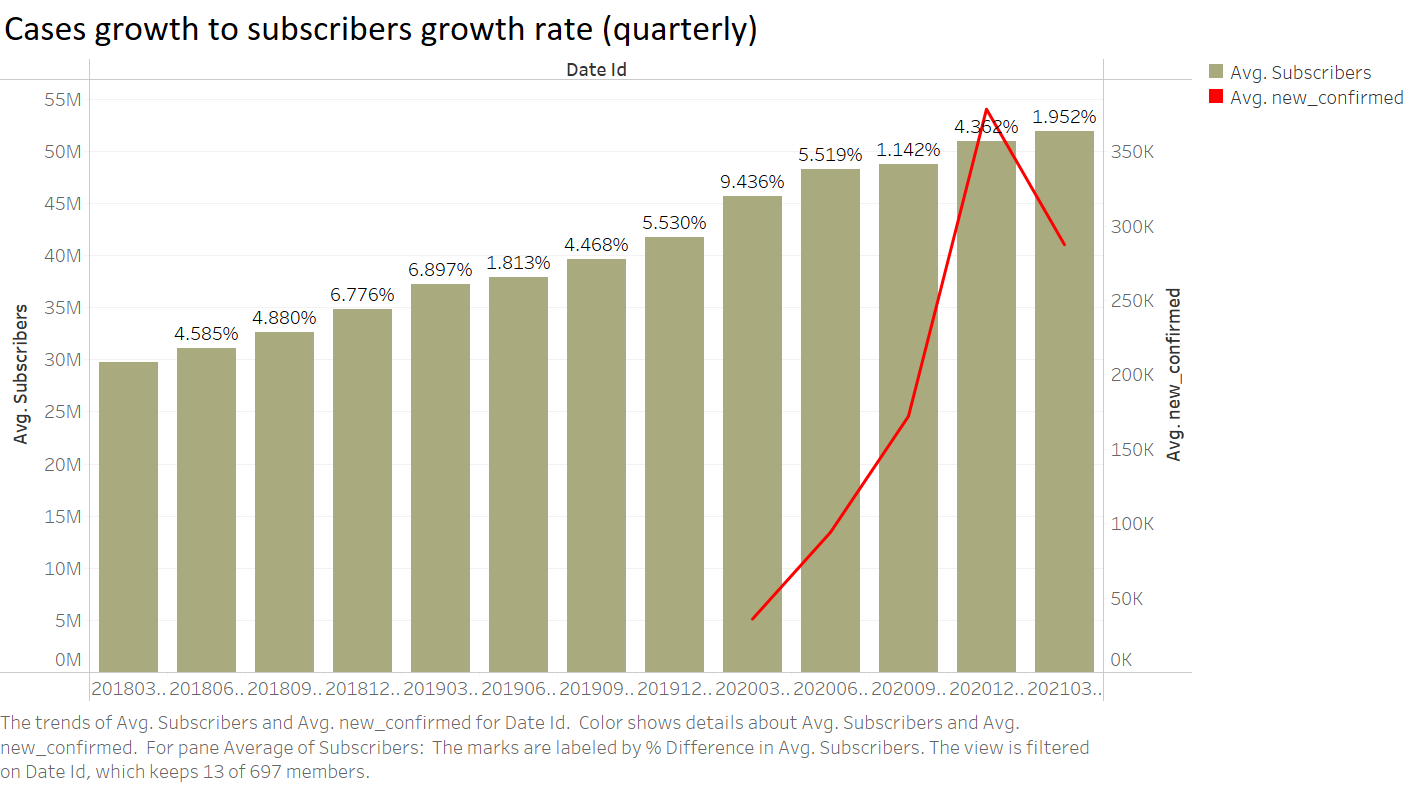 Cases growth to subscribers growth rate (quarterly)
Date Id
Avg. Subscribers
Avg. new_confirmed
55M
50M
45M
40M
35M
30M
25M
20M
15M
10M
5M
0M
Avg. Subscribers
4.585%
4.880%
6.776%
6.897%
1.813%
4.468%
5.530%
9.436%
5.519%
1.142%
4.362%
1.952%
350K
300K
250K
200K
150K
100K
50K
0K
Avg. new_confirmed
201803.. 201806.. 201809.. 201812.. 201903.. 201906.. 201909.. 201912.. 202003.. 202006.. 202009.. 202012.. 202103..
The trends of Avg. Subscribers and Avg. new_confirmed for Date Id.  Color shows details about Avg. Subscribers and Avg.
new_confirmed.  For pane Average of Subscribers:  The marks are labeled by % Difference in Avg. Subscribers. The view is filtered
on Date Id, which keeps 13 of 697 members.